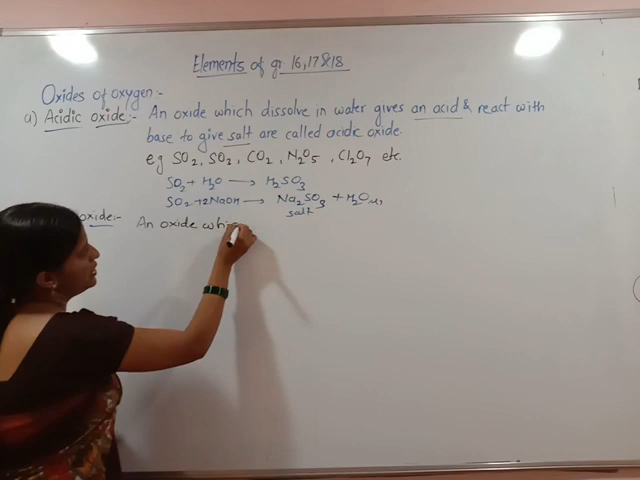 Elements of gr 16,17&18
Oxides of oxygen:-
a) Acidic oxide:- An oxide which dissolve in water gives an acid & react with
base to give salt are called acidic oxide.
eg SO₂, SO₃, CO₂, N₂O₅, Cl₂O₇ etc.
SO₂ + H₂O → H₂SO₃
SO₂ + 2NaOH → Na₂SO₃ + H₂O
salt
oxide:- An oxide whi